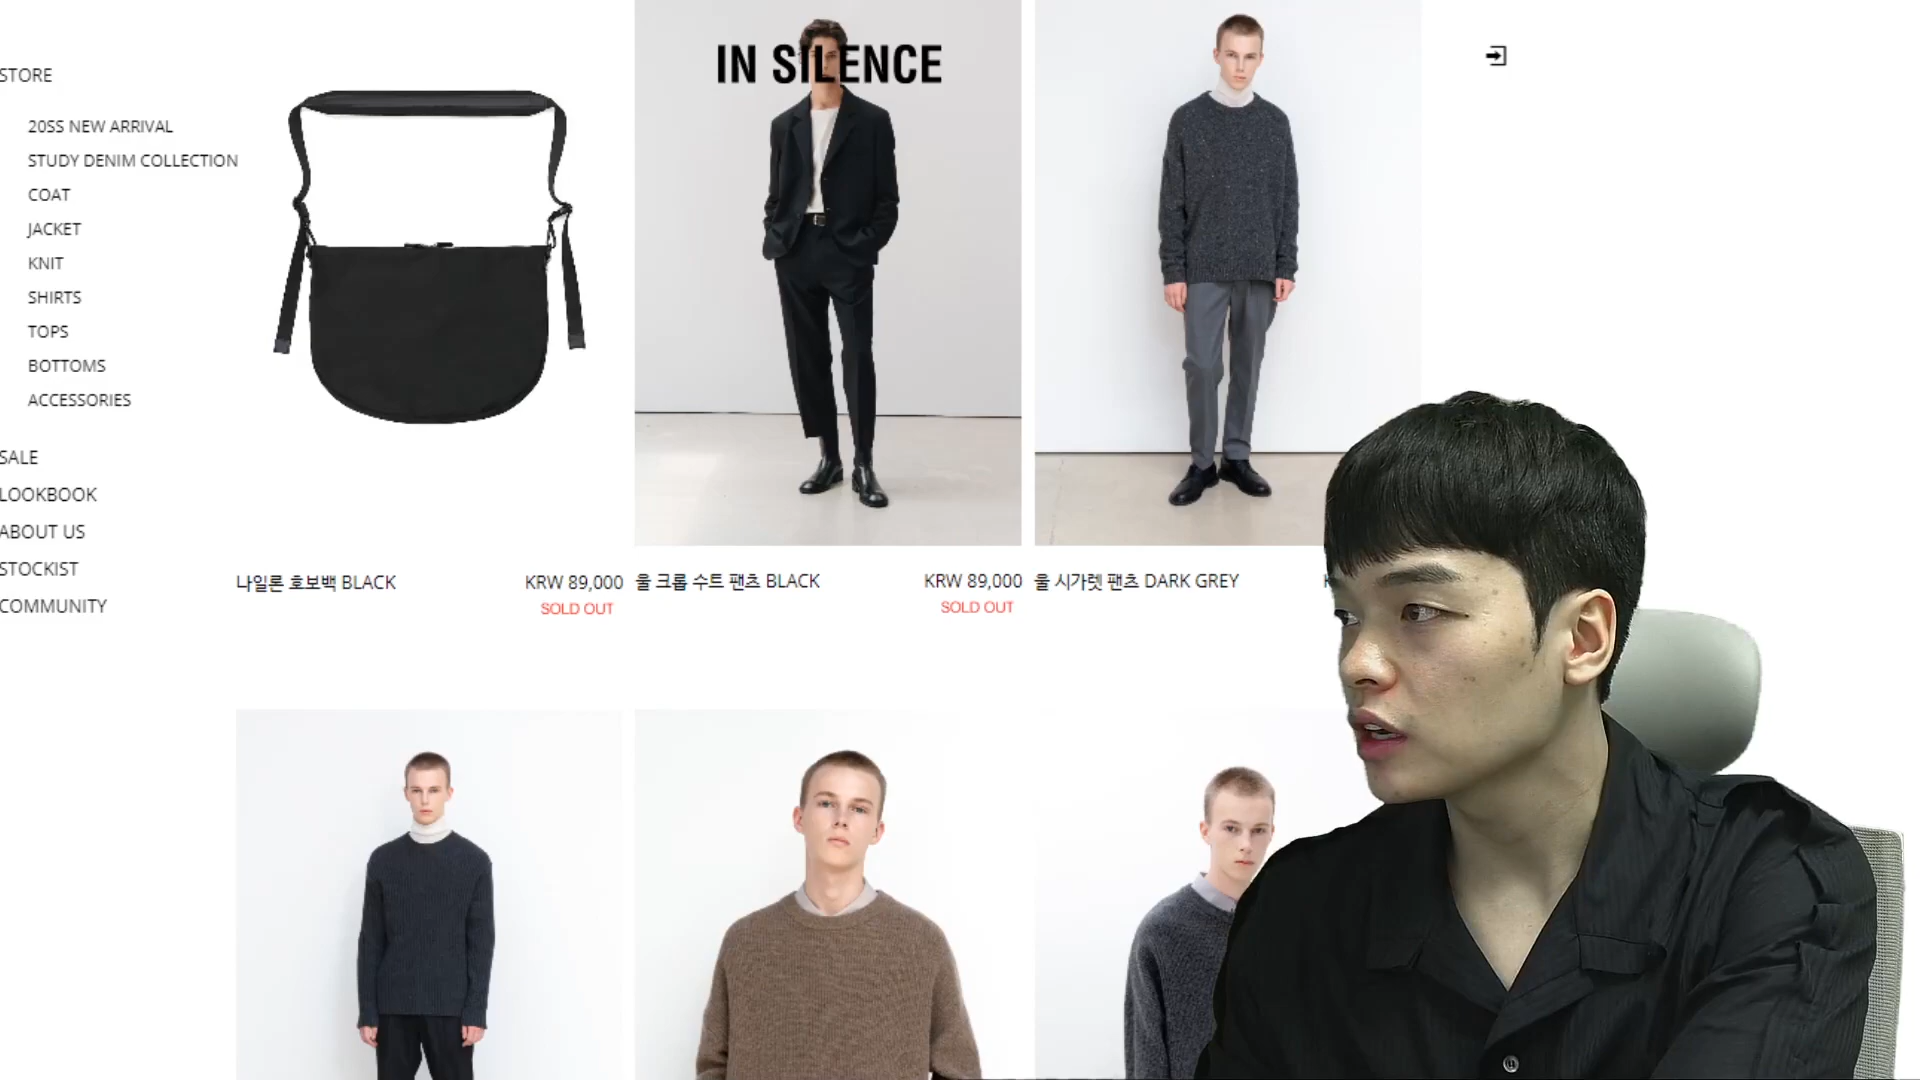 IN SILENCE
STORE
20SS NEW ARRIVAL
STUDY DENIM COLLECTION
COAT
JACKET
KNIT
SHIRTS
TOPS
BOTTOMS
ACCESSORIES
SALE
LOOKBOOK
ABOUT US
STOCKIST
COMMUNITY
나일론 호보백 BLACK
KRW 89,000
SOLD OUT
울 크롭 수트 팬츠 BLACK
KRW 89,000
SOLD OUT
울 시가렛 팬츠 DARK GREY